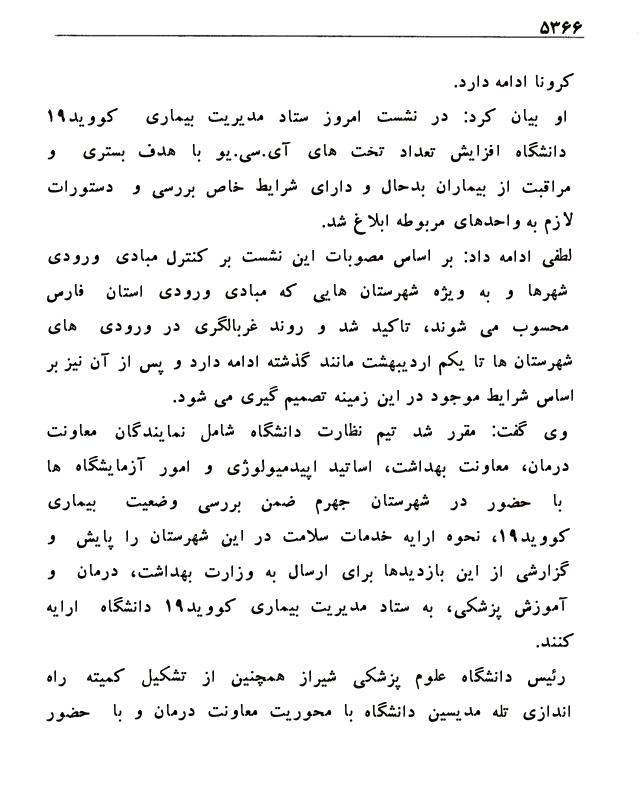 ۵۳۶۶
کرونا ادامه دارد.
او بیان کرد: در نشست امروز ستاد مدیریت بیماری کووید۱۹
دانشگاه افزایش تعداد تخت های آی.سی.یو با هدف بستری و
مراقبت از بیماران بدحال و دارای شرایط خاص بررسی و دستورات
لازم به واحدهای مربوطه ابلاغ شد.
لطفی ادامه داد: بر اساس مصوبات این نشست بر کنترل مبادی ورودی
شهرها و به ویژه شهرستان هایی که مبادی ورودی استان فارس
محسوب می شوند، تاکید شد و روند غربالگری در ورودی های
شهرستان ها تا یکم اردیبهشت مانند گذشته ادامه دارد و پس از آن نیز بر
اساس شرایط موجود در این زمینه تصمیم گیری می شود.
وی گفت: مقرر شد تیم نظارت دانشگاه شامل نمایندگان معاونت
درمان، معاونت بهداشت، اساتید اپیدمیولوژی و امور آزمایشگاه ها
با حضور در شهرستان جهرم ضمن بررسی وضعیت بیماری
کووید۱۹، نحوه ارایه خدمات سلامت در این شهرستان را پایش و
گزارشی از این بازدیدها برای ارسال به وزارت بهداشت، درمان و
آموزش پزشکی، به ستاد مدیریت بیماری کووید۱۹ دانشگاه ارایه
کنند.
رئیس دانشگاه علوم پزشکی شیراز همچنین از تشکیل کمیته راه
اندازی تله مدیسین دانشگاه با محوریت معاونت درمان و با حضور